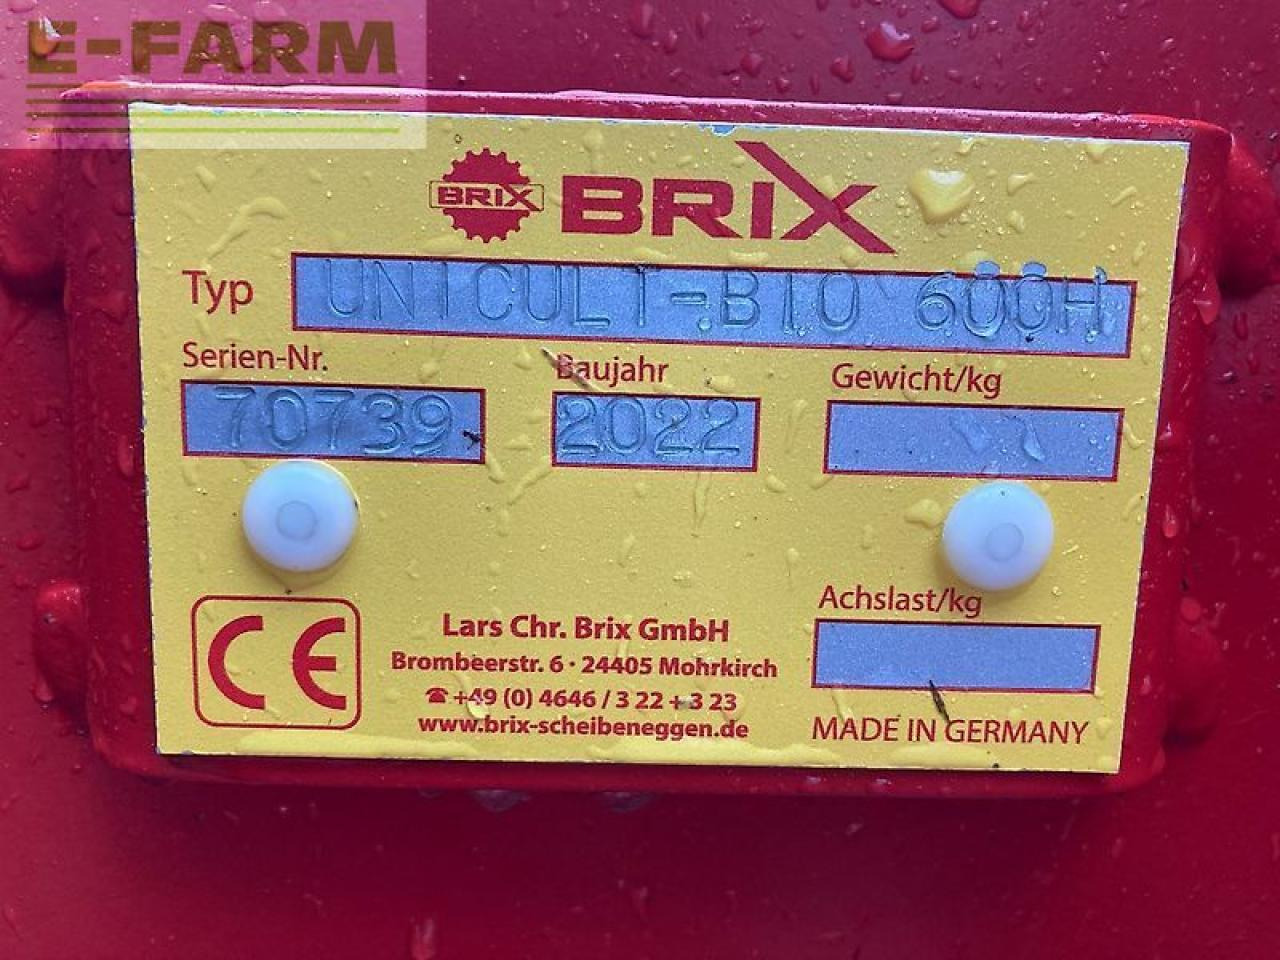 E-FARM
BRIX BRIX
Typ UNICULT-BIO 600H
Serien-Nr. Baujahr Gewicht/kg
70739 2022
Achslast/kg
CE
Lars Chr. Brix GmbH
Brombeerstr. 6 · 24405 Mohrkirch
☎ +49 (0) 4646 / 3 22 + 3 23
www.brix-scheibeneggen.de
MADE IN GERMANY